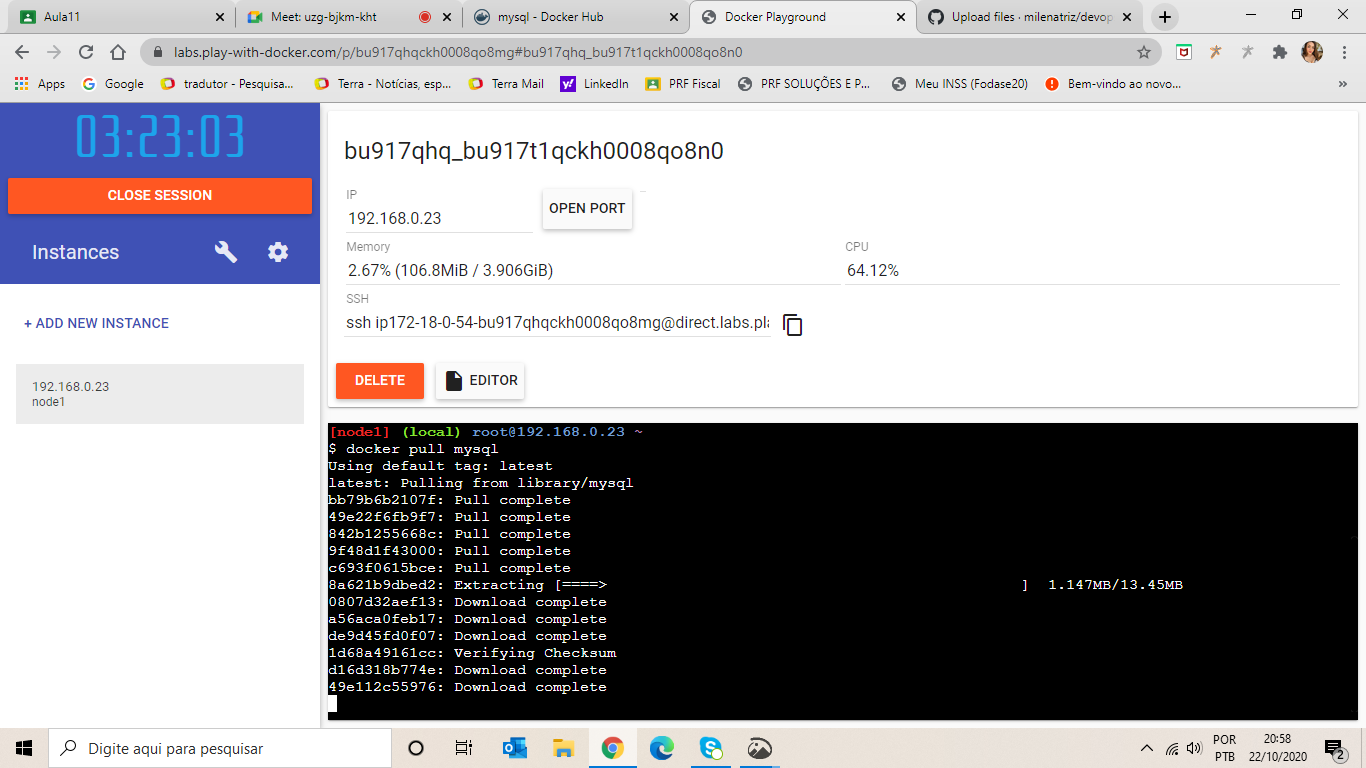 Aula11
Meet: uzg-bjkm-kht
mysql - Docker Hub
Docker Playground
Upload files · milenatriz/devop
labs.play-with-docker.com/p/bu917qhqckh0008qo8mg#bu917qhq_bu917t1qckh0008qo8n0
Apps
Google
tradutor - Pesquisa...
Terra - Notícias, esp...
Terra Mail
LinkedIn
PRF Fiscal
PRF SOLUÇÕES E P...
Meu INSS (Fodase20)
Bem-vindo ao novo...
»
03:23:03
CLOSE SESSION
Instances
+ ADD NEW INSTANCE
192.168.0.23
node1
bu917qhq_bu917t1qckh0008qo8n0
IP
192.168.0.23
OPEN PORT
Memory
2.67% (106.8MiB / 3.906GiB)
CPU
64.12%
SSH
ssh ip172-18-0-54-bu917qhqckh0008qo8mg@direct.labs.pla
DELETE
EDITOR
[node1] (local) root@192.168.0.23 ~
$ docker pull mysql
Using default tag: latest
latest: Pulling from library/mysql
bb79b6b2107f: Pull complete
49e22f6fb9f7: Pull complete
842b1255668c: Pull complete
9f48d1f43000: Pull complete
c693f0615bce: Pull complete
8a621b9dbed2: Extracting [====>                                              ]  1.147MB/13.45MB
0807d32aef13: Download complete
a56aca0feb17: Download complete
de9d45fd0f07: Download complete
1d68a49161cc: Verifying Checksum
d16d318b774e: Download complete
49e112c55976: Download complete
Digite aqui para pesquisar
POR
PTB
20:58
22/10/2020
2